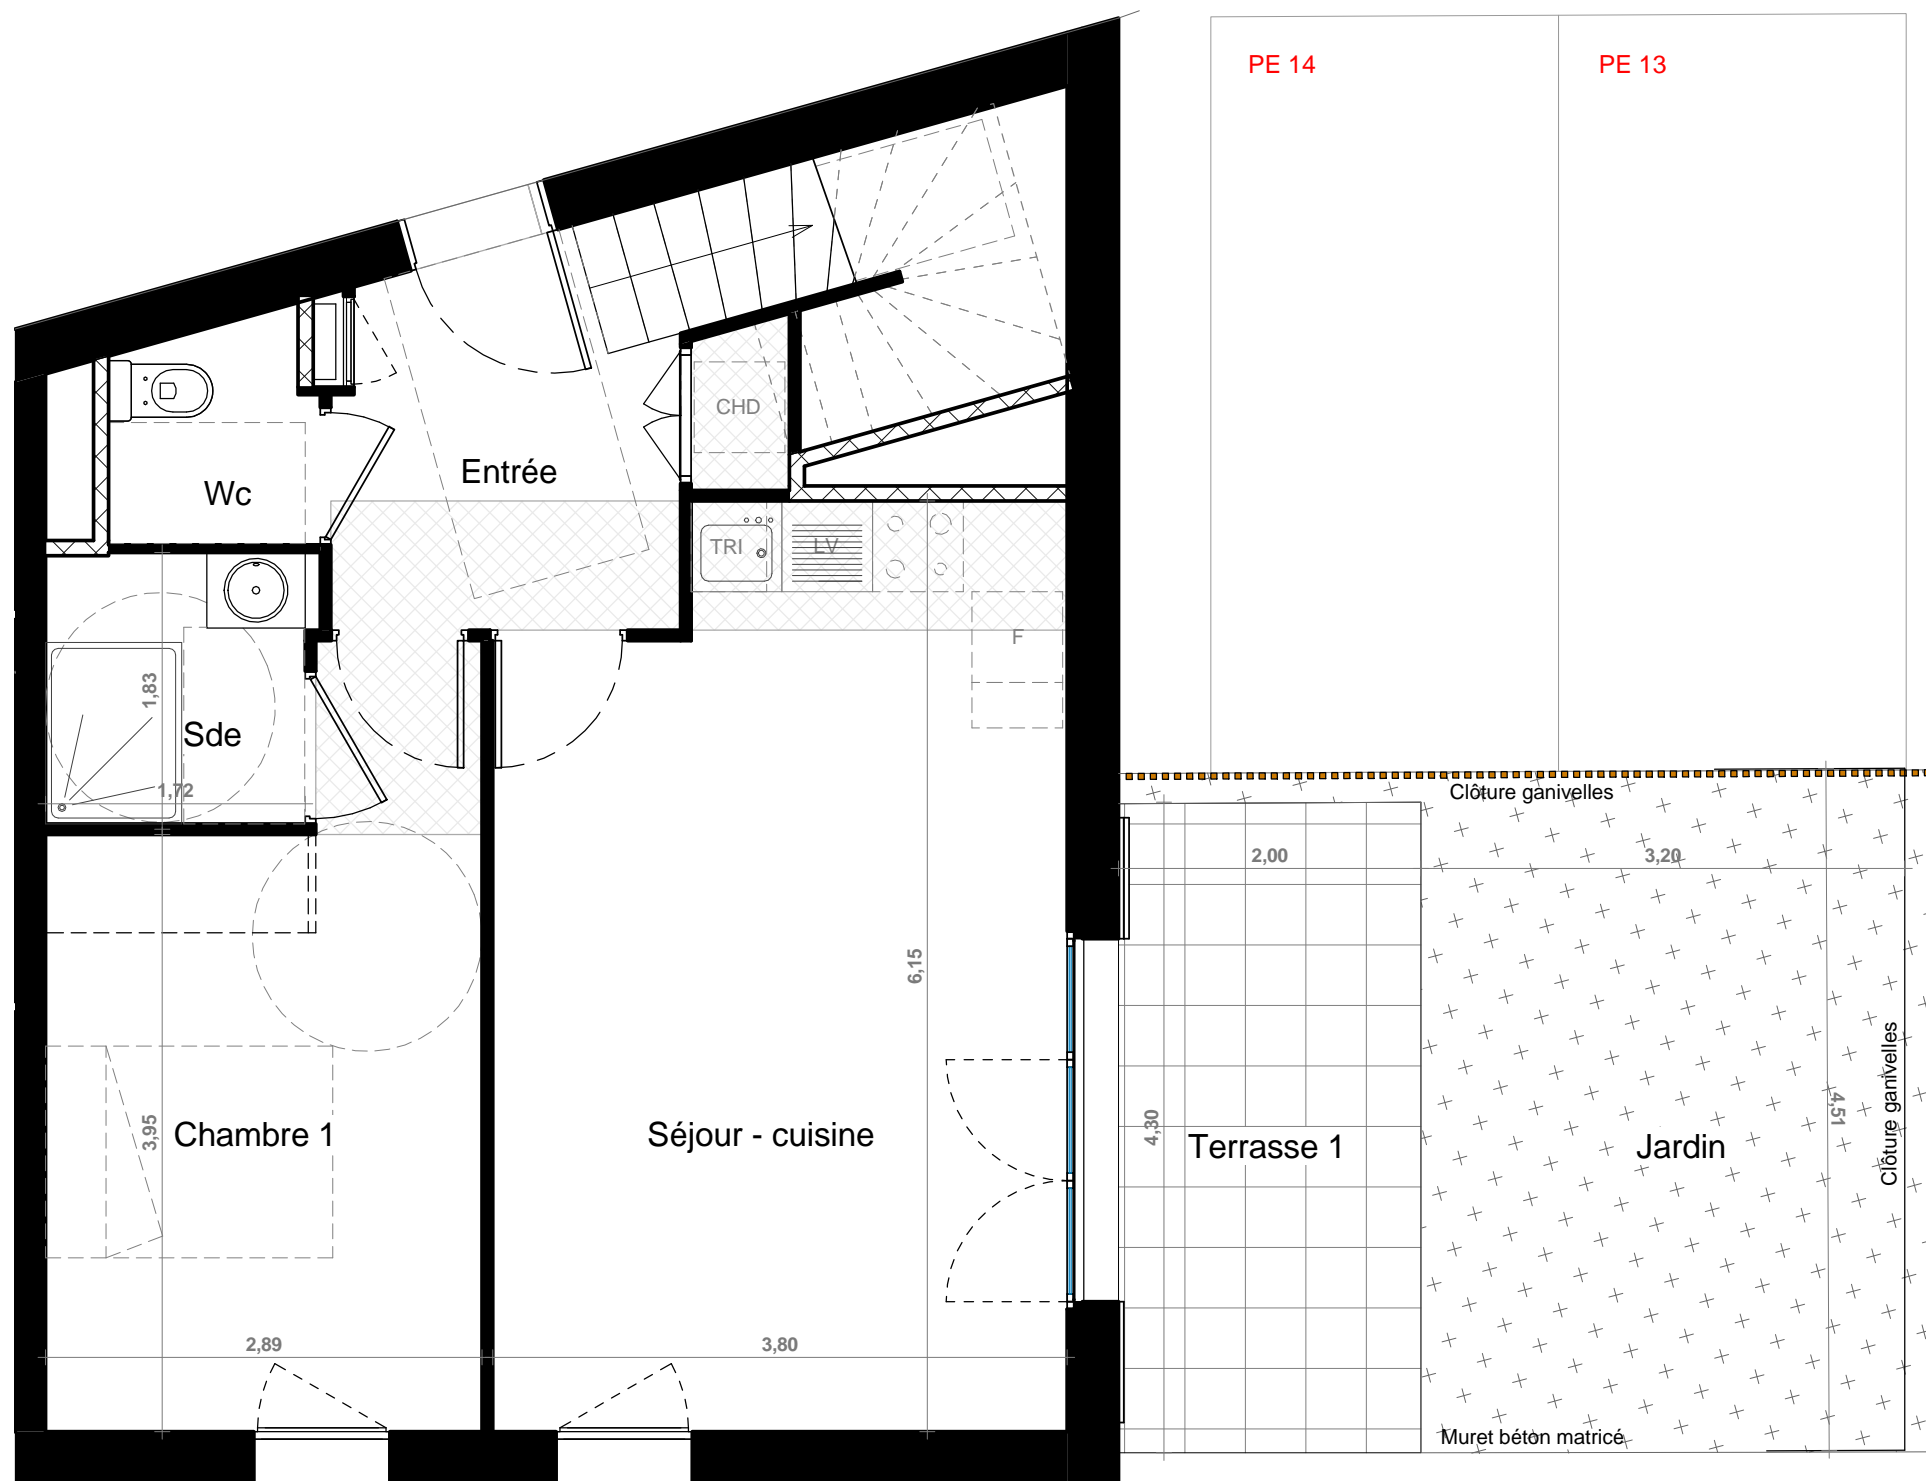 PE 14
PE 13
CHD
Entrée
Wc
TRI
LV
F
1,83
Sde
1,72
Clôture ganivelles
2,00
3,20
6,15
3,95
Chambre 1
Séjour - cuisine
4,30
Terrasse 1
Jardin
4,51
Clôture ganivelles
2,89
3,80
Muret béton matricé